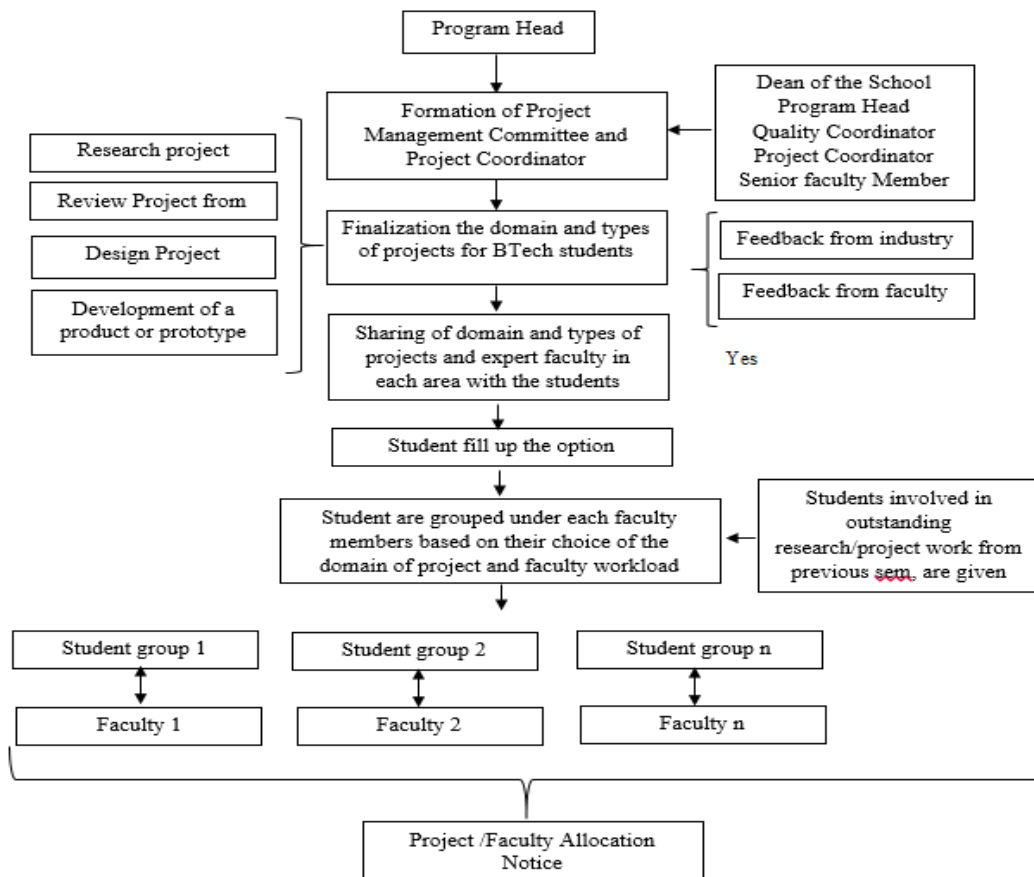 Program Head
Formation of Project
Management Committee and
Project Coordinator
Dean of the School
Program Head
Quality Coordinator
Project Coordinator
Senior faculty Member
Research project
Review Project from
Design Project
Development of a
product or prototype
Finalization the domain and types
of projects for BTech students
Feedback from industry
Feedback from faculty
Sharing of domain and types of
projects and expert faculty in
each area with the students
Yes
Student fill up the option
Student are grouped under each faculty
members based on their choice of the
domain of project and faculty workload
Students involved in
outstanding
research/project work from
previous sem, are given
Student group 1
Student group 2
Student group n
Faculty 1
Faculty 2
Faculty n
Project /Faculty Allocation
Notice